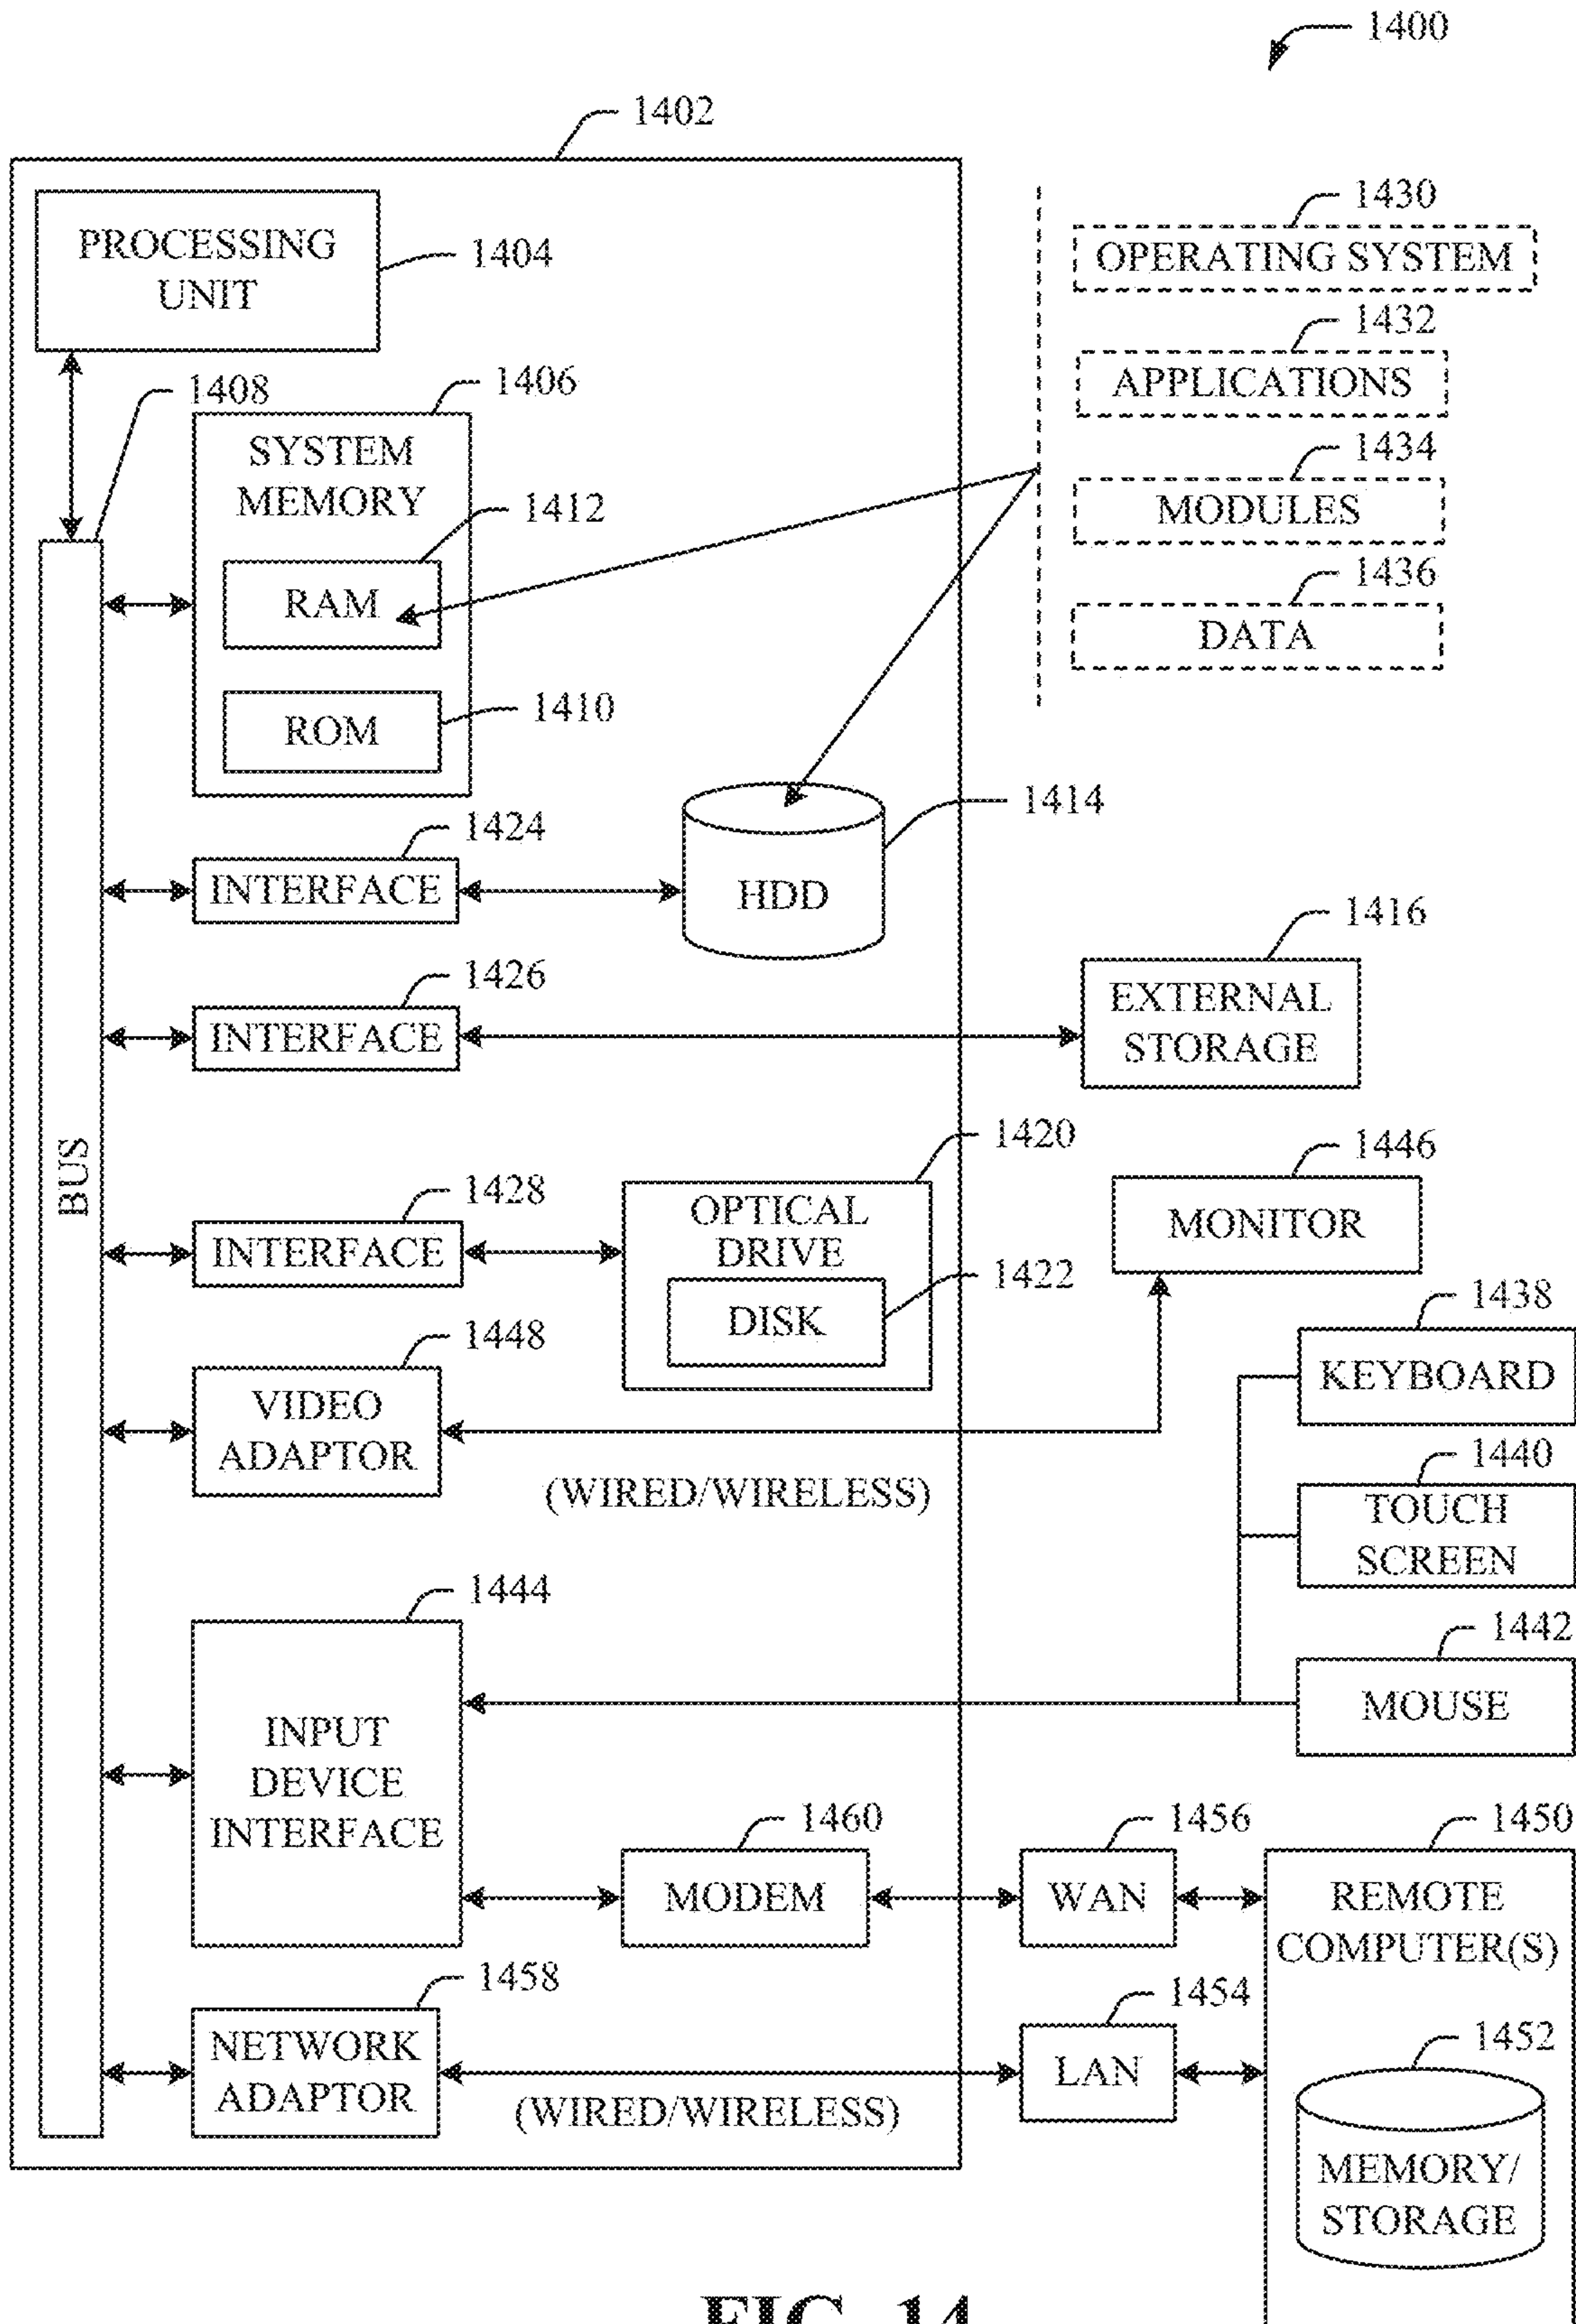 1400
1402
PROCESSING
UNIT
1404
1430
OPERATING SYSTEM
1432
APPLICATIONS
1434
MODULES
1436
DATA
1408
1406
SYSTEM
MEMORY
1412
RAM
1410
ROM
1424
INTERFACE
1414
HDD
1426
INTERFACE
1416
EXTERNAL
STORAGE
BUS
1428
INTERFACE
1420
OPTICAL
DRIVE
1422
DISK
1446
MONITOR
1448
VIDEO
ADAPTOR
(WIRED/WIRELESS)
1438
KEYBOARD
1440
TOUCH
SCREEN
1442
MOUSE
1444
INPUT
DEVICE
INTERFACE
1460
MODEM
1456
WAN
1450
REMOTE
COMPUTER(S)
1458
NETWORK
ADAPTOR
(WIRED/WIRELESS)
1454
LAN
1452
MEMORY/
STORAGE
FIG. 14